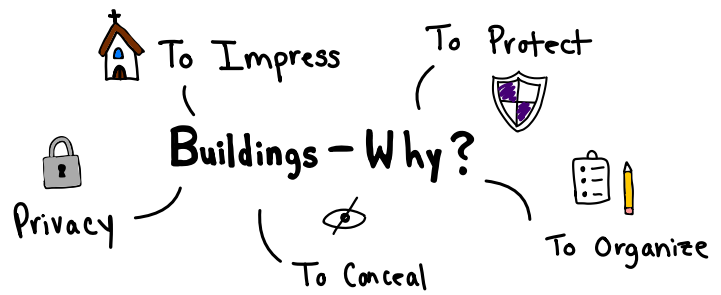 To Impress
To Protect
Buildings - Why?
Privacy
To Conceal
To Organize